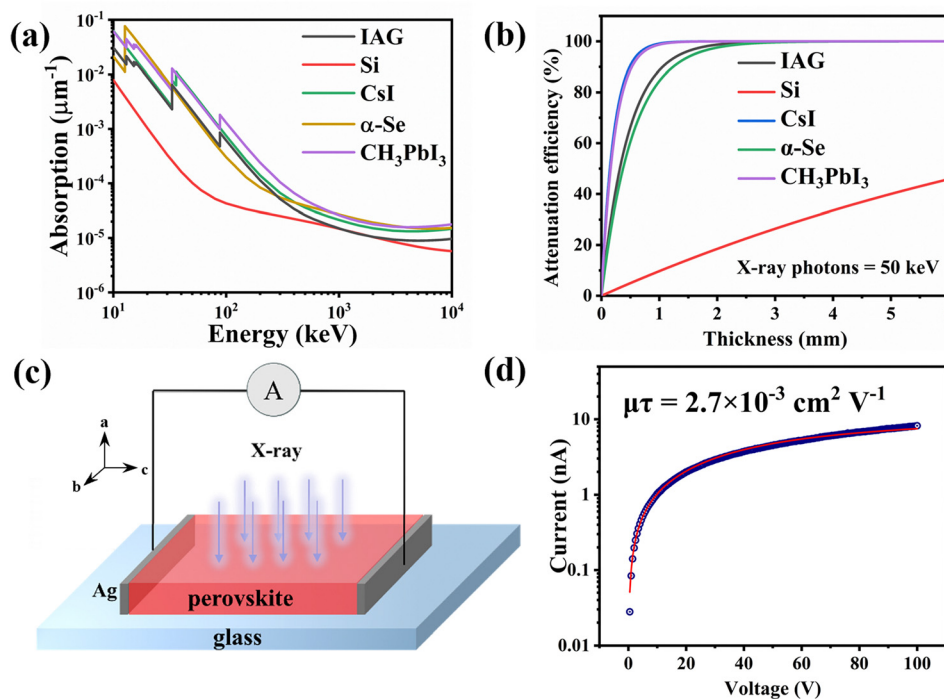 (a)
10⁻¹
10⁻²
10⁻³
10⁻⁴
10⁻⁵
10⁻⁶
Absorption (μm⁻¹)
IAG
Si
CsI
α-Se
CH₃PbI₃
10¹
10²
10³
10⁴
Energy (keV)
(b)
100
80
60
40
20
0
Attenuation efficiency (%)
IAG
Si
CsI
α-Se
CH₃PbI₃
X-ray photons = 50 keV
0 1 2 3 4 5
Thickness (mm)
(c)
A
X-ray
a
b
c
Ag
perovskite
glass
(d)
μτ = 2.7×10⁻³ cm² V⁻¹
10
1
0.1
0.01
Current (nA)
0 20 40 60 80 100
Voltage (V)